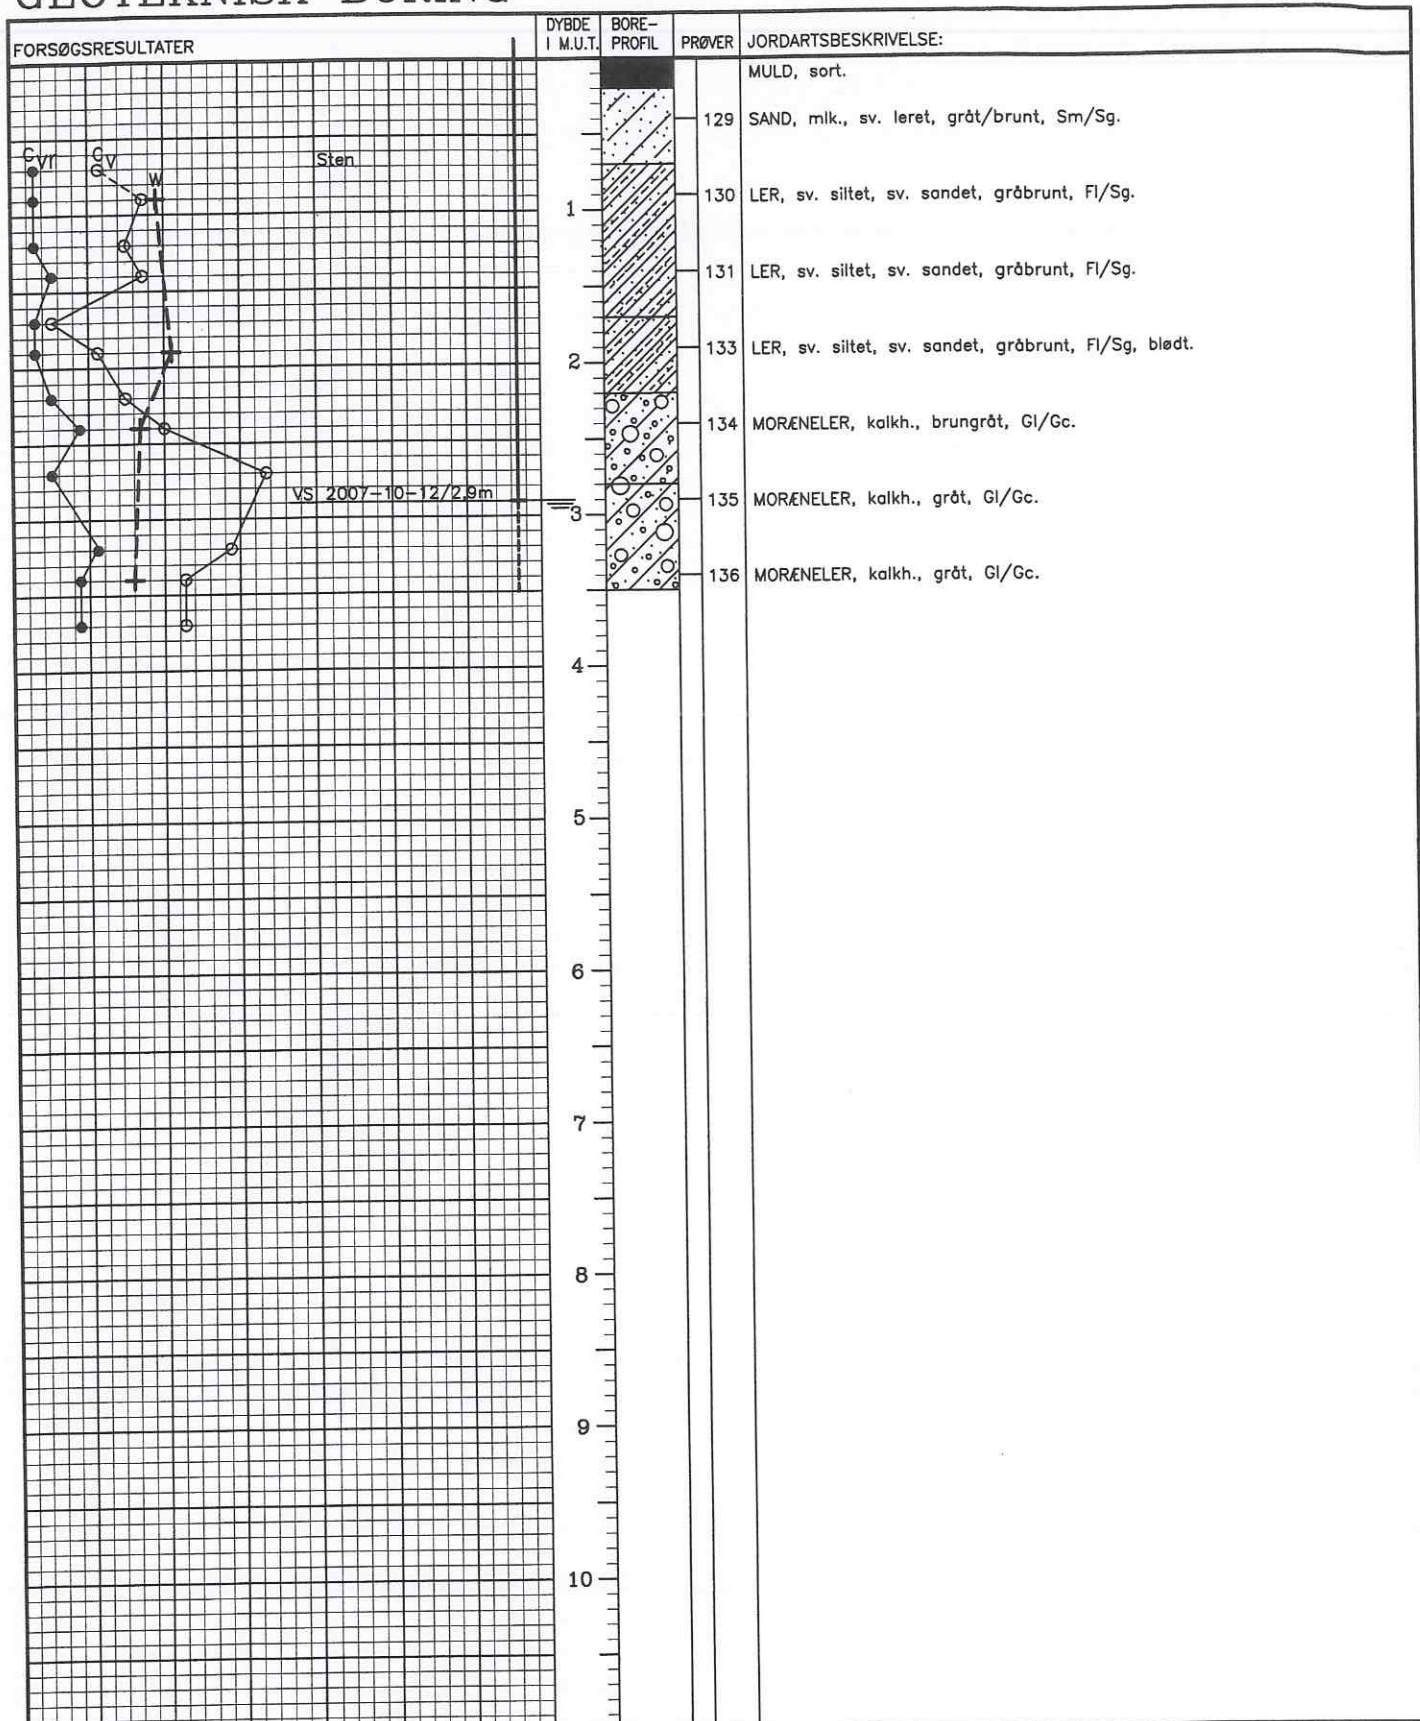 GEOTEKNISK BORING
FORSØGSRESULTATER
DYBDE I M.U.T.
BORE-PROFIL
PRØVER
JORDARTSBESKRIVELSE:
MULD, sort.
129 SAND, mlk., sv. leret, gråt/brunt, Sm/Sg.
Cvr Cv Sten
W
1
130 LER, sv. siltet, sv. sandet, gråbrunt, Fl/Sg.
131 LER, sv. siltet, sv. sandet, gråbrunt, Fl/Sg.
133 LER, sv. siltet, sv. sandet, gråbrunt, Fl/Sg, blødt.
2
134 MORÆNELER, kalkh., brungråt, Gl/Gc.
VS 2007-10-12/2,9m
135 MORÆNELER, kalkh., gråt, Gl/Gc.
3
136 MORÆNELER, kalkh., gråt, Gl/Gc.
4
5
6
7
8
9
10